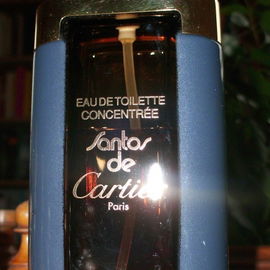 EAU DE TOILETTE
CONCENTRÉE
Santos
de
Cartier
Paris